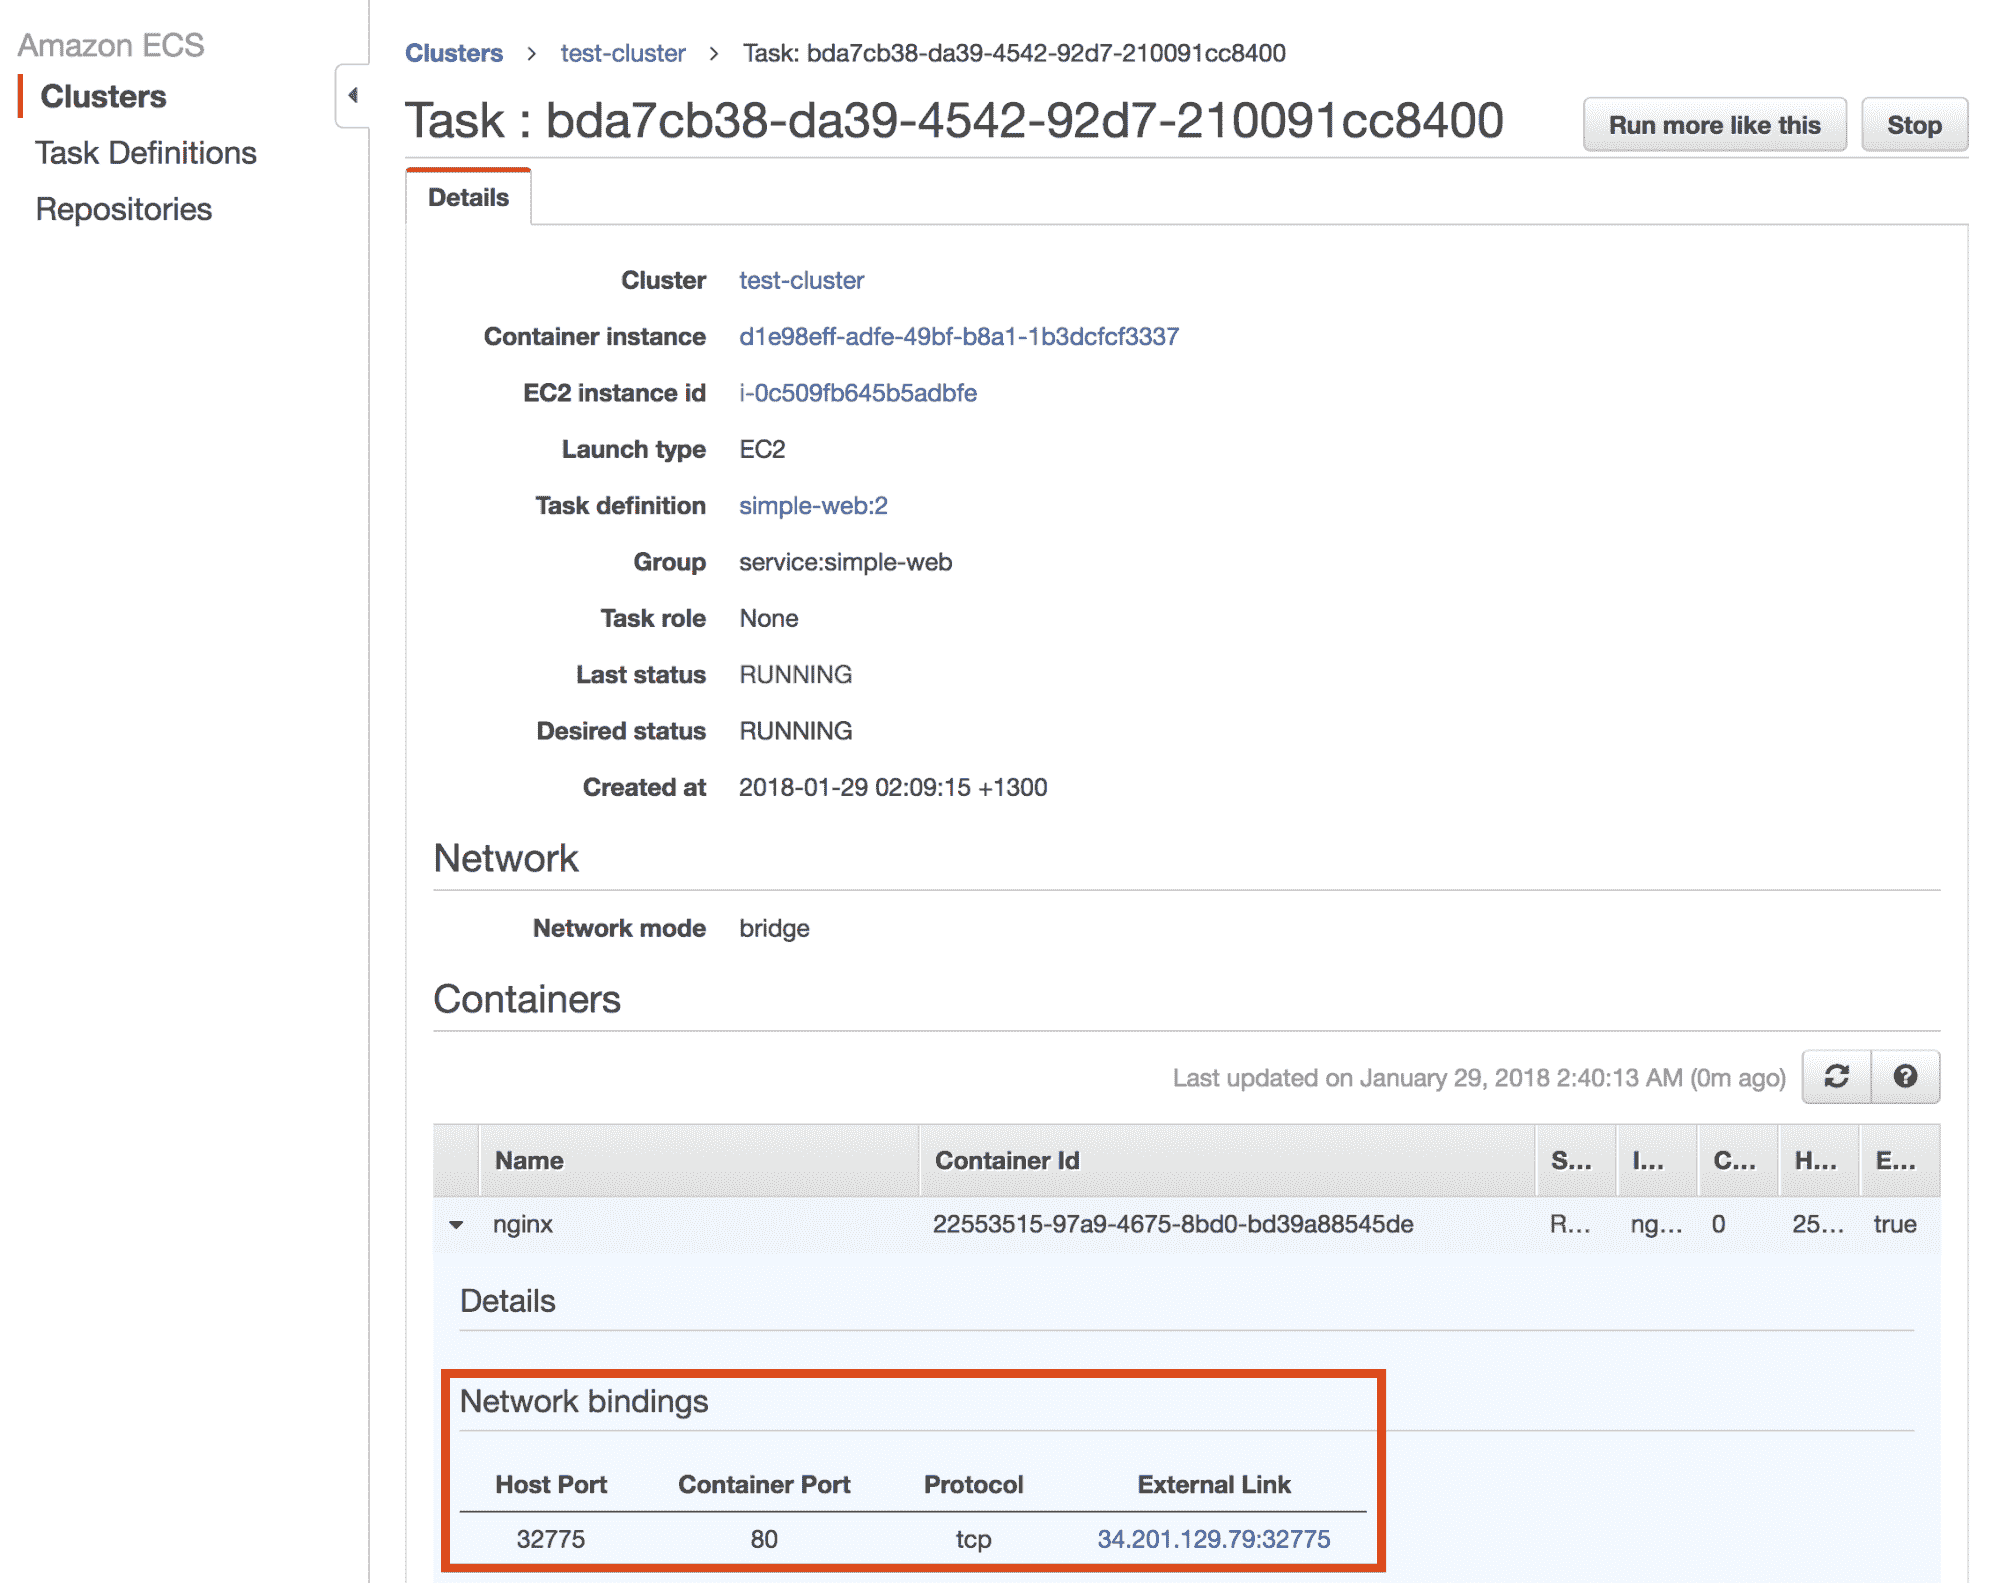 Amazon ECS
Clusters
Task Definitions
Repositories
Clusters > test-cluster > Task: bda7cb38-da39-4542-92d7-210091cc8400
Task : bda7cb38-da39-4542-92d7-210091cc8400
Run more like this
Stop
Details
Cluster test-cluster
Container instance d1e98eff-adfe-49bf-b8a1-1b3dcfcf3337
EC2 instance id i-0c509fb645b5adbfe
Launch type EC2
Task definition simple-web:2
Group service:simple-web
Task role None
Last status RUNNING
Desired status RUNNING
Created at 2018-01-29 02:09:15 +1300
Network
Network mode bridge
Containers
Last updated on January 29, 2018 2:40:13 AM (0m ago)
Name Container Id S... I... C... H... E...
nginx 22553515-97a9-4675-8bd0-bd39a88545de R... ng... 0 25... true
Details
Network bindings
Host Port Container Port Protocol External Link
32775 80 tcp 34.201.129.79:32775